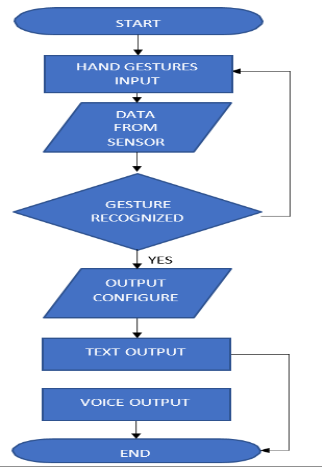 START
HAND GESTURES
INPUT
DATA
FROM
SENSOR
GESTURE
RECOGNIZED
YES
OUTPUT
CONFIGURE
TEXT OUTPUT
VOICE OUTPUT
END